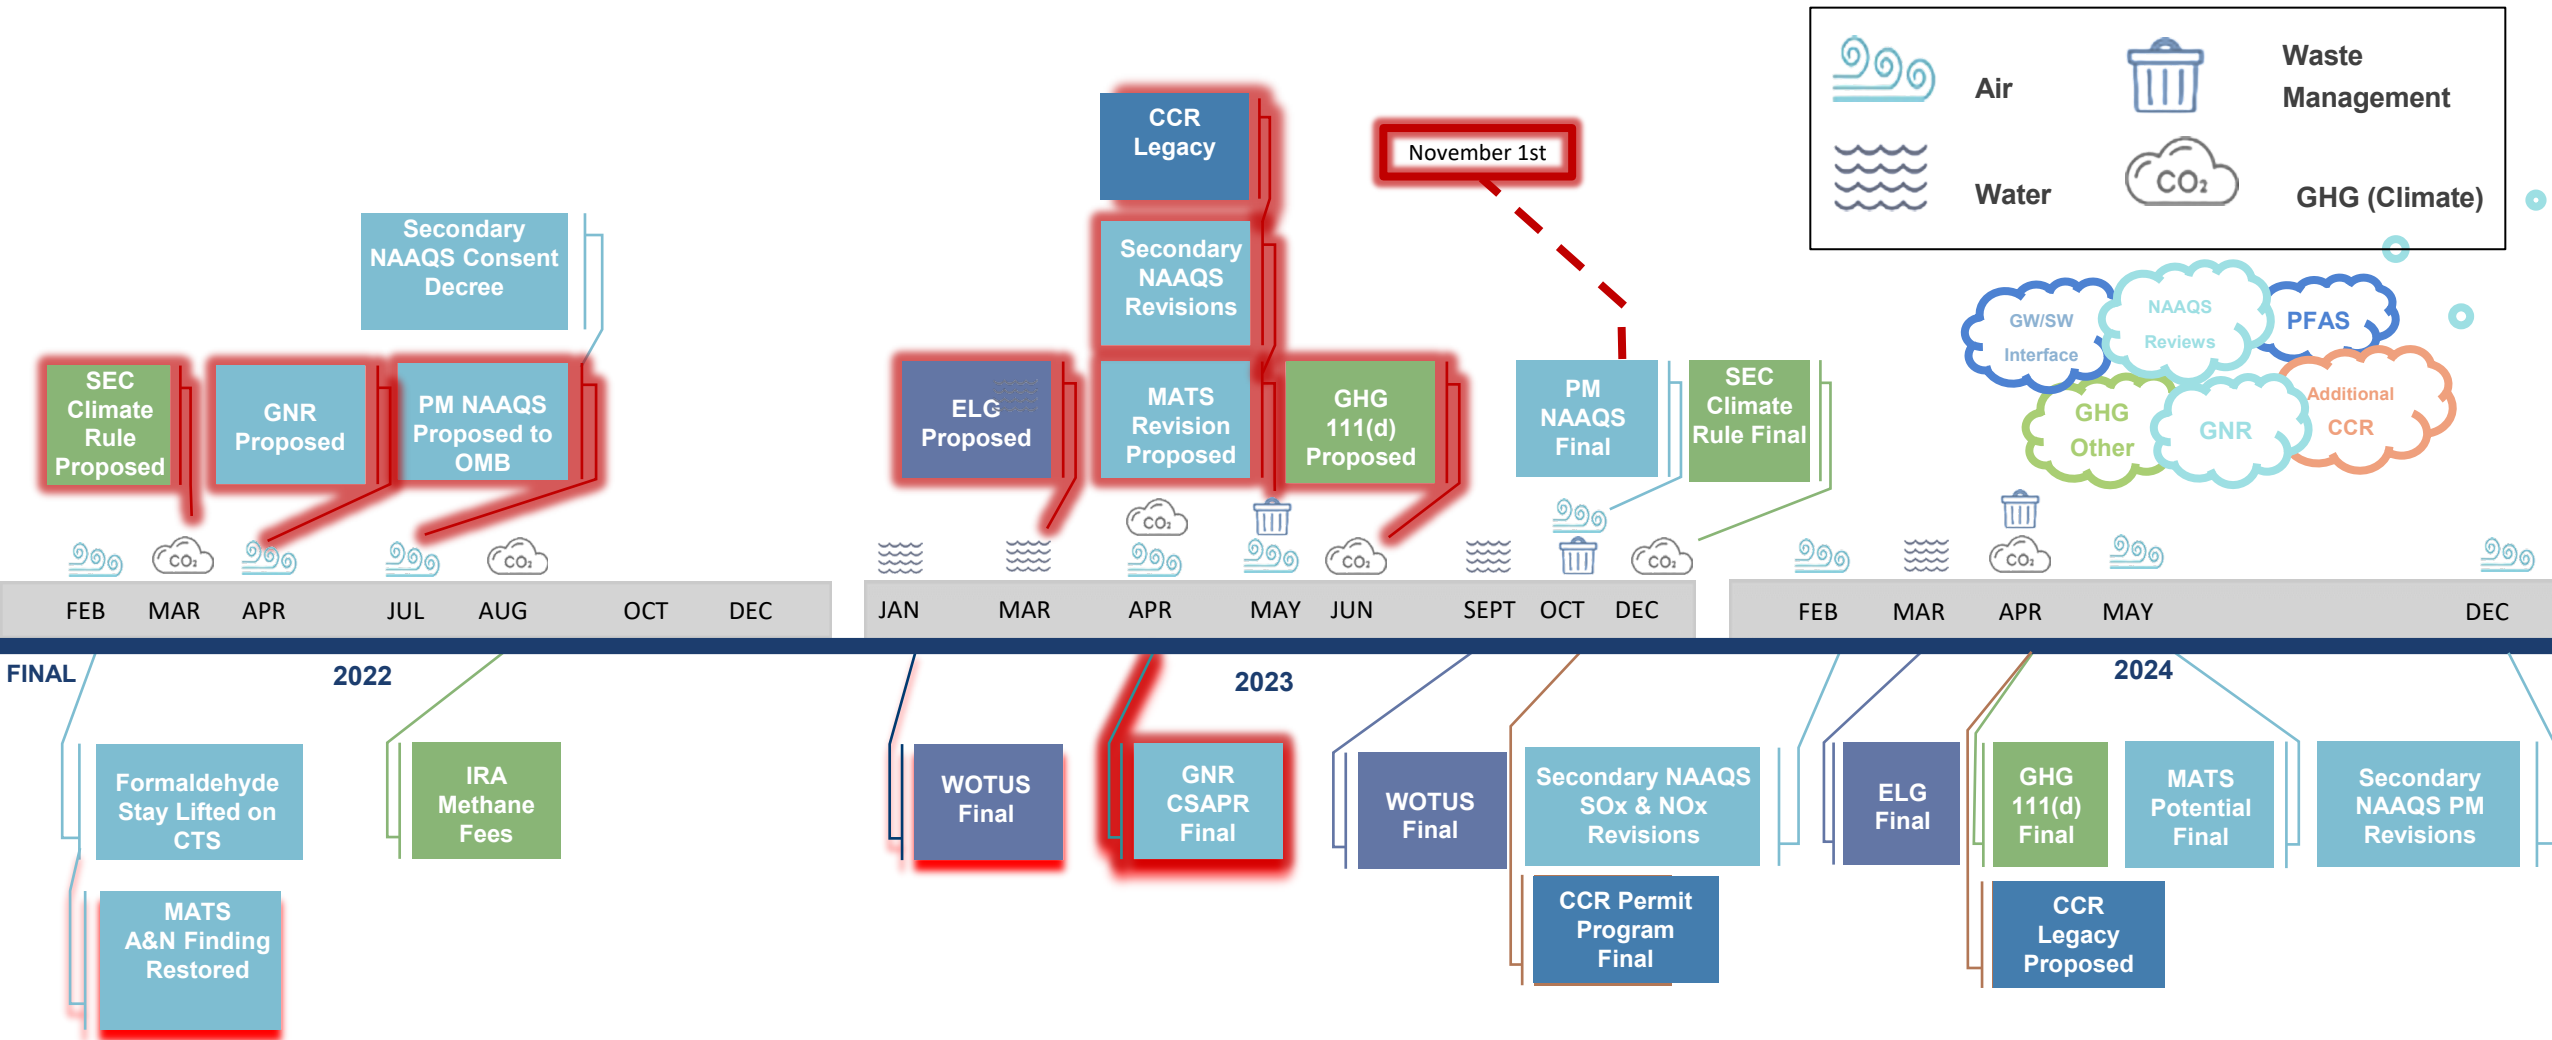 Air
Waste
Management
Water
CO₂
GHG (Climate)
CCR
Legacy
November 1st
Secondary
NAAQS Consent
Decree
Secondary
NAAQS
Revisions
SEC
Climate
Rule
Proposed
GNR
Proposed
PM NAAQS
Proposed to
OMB
ELG
Proposed
MATS
Revision
Proposed
GHG
111(d)
Proposed
PM
NAAQS
Final
SEC
Climate
Rule Final
GW/SW
Interface
NAAQS
Reviews
PFAS
GHG
Other
GNR
Additional
CCR
CO₂
CO₂
CO₂
CO₂
CO₂
CO₂
FEB
MAR
APR
JUL
AUG
OCT
DEC
JAN
MAR
APR
MAY
JUN
SEPT
OCT
DEC
FEB
MAR
APR
MAY
DEC
FINAL
2022
2023
2024
Formaldehyde
Stay Lifted on
CTS
IRA
Methane
Fees
WOTUS
Final
GNR
CSAPR
Final
WOTUS
Final
Secondary NAAQS
SOx & NOx
Revisions
ELG
Final
GHG
111(d)
Final
MATS
Potential
Final
Secondary
NAAQS PM
Revisions
MATS
A&N Finding
Restored
CCR Permit
Program
Final
CCR
Legacy
Proposed